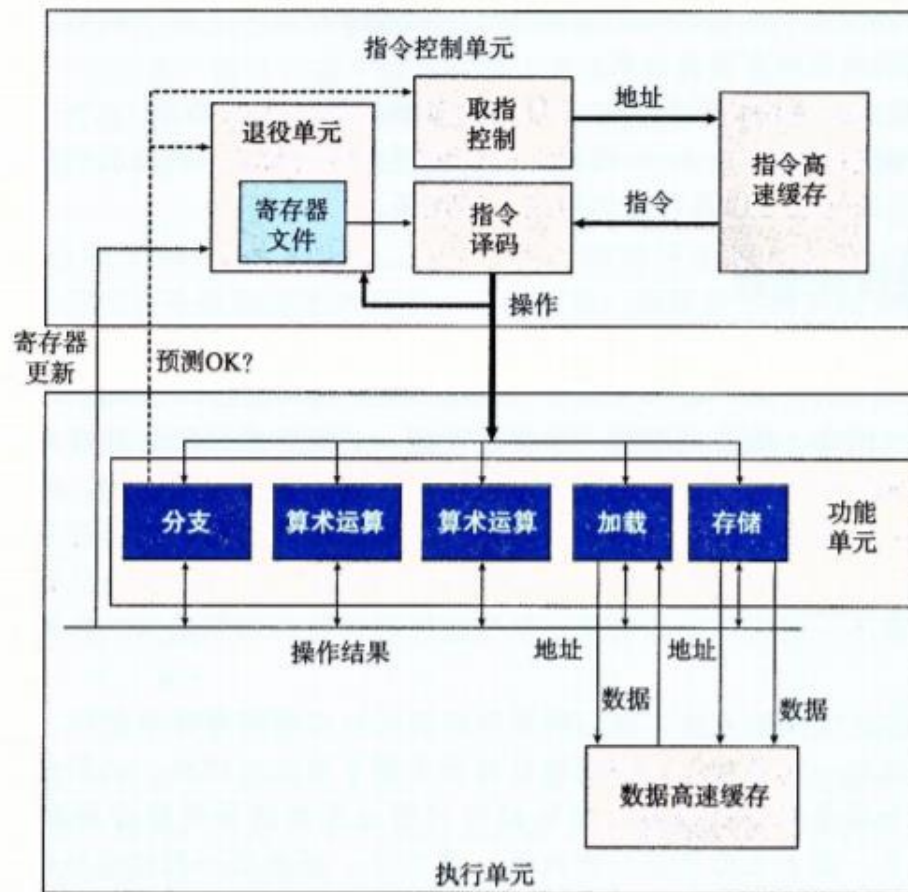 指令控制单元
取指
控制
地址
退役单元
指令高
速缓存
寄存器
文件
指令
译码
指令
操作
寄存器
更新
预测OK?
分支
算术运算
算术运算
加载
存储
功能
单元
操作结果
地址
地址
数据
数据
数据高速缓存
执行单元